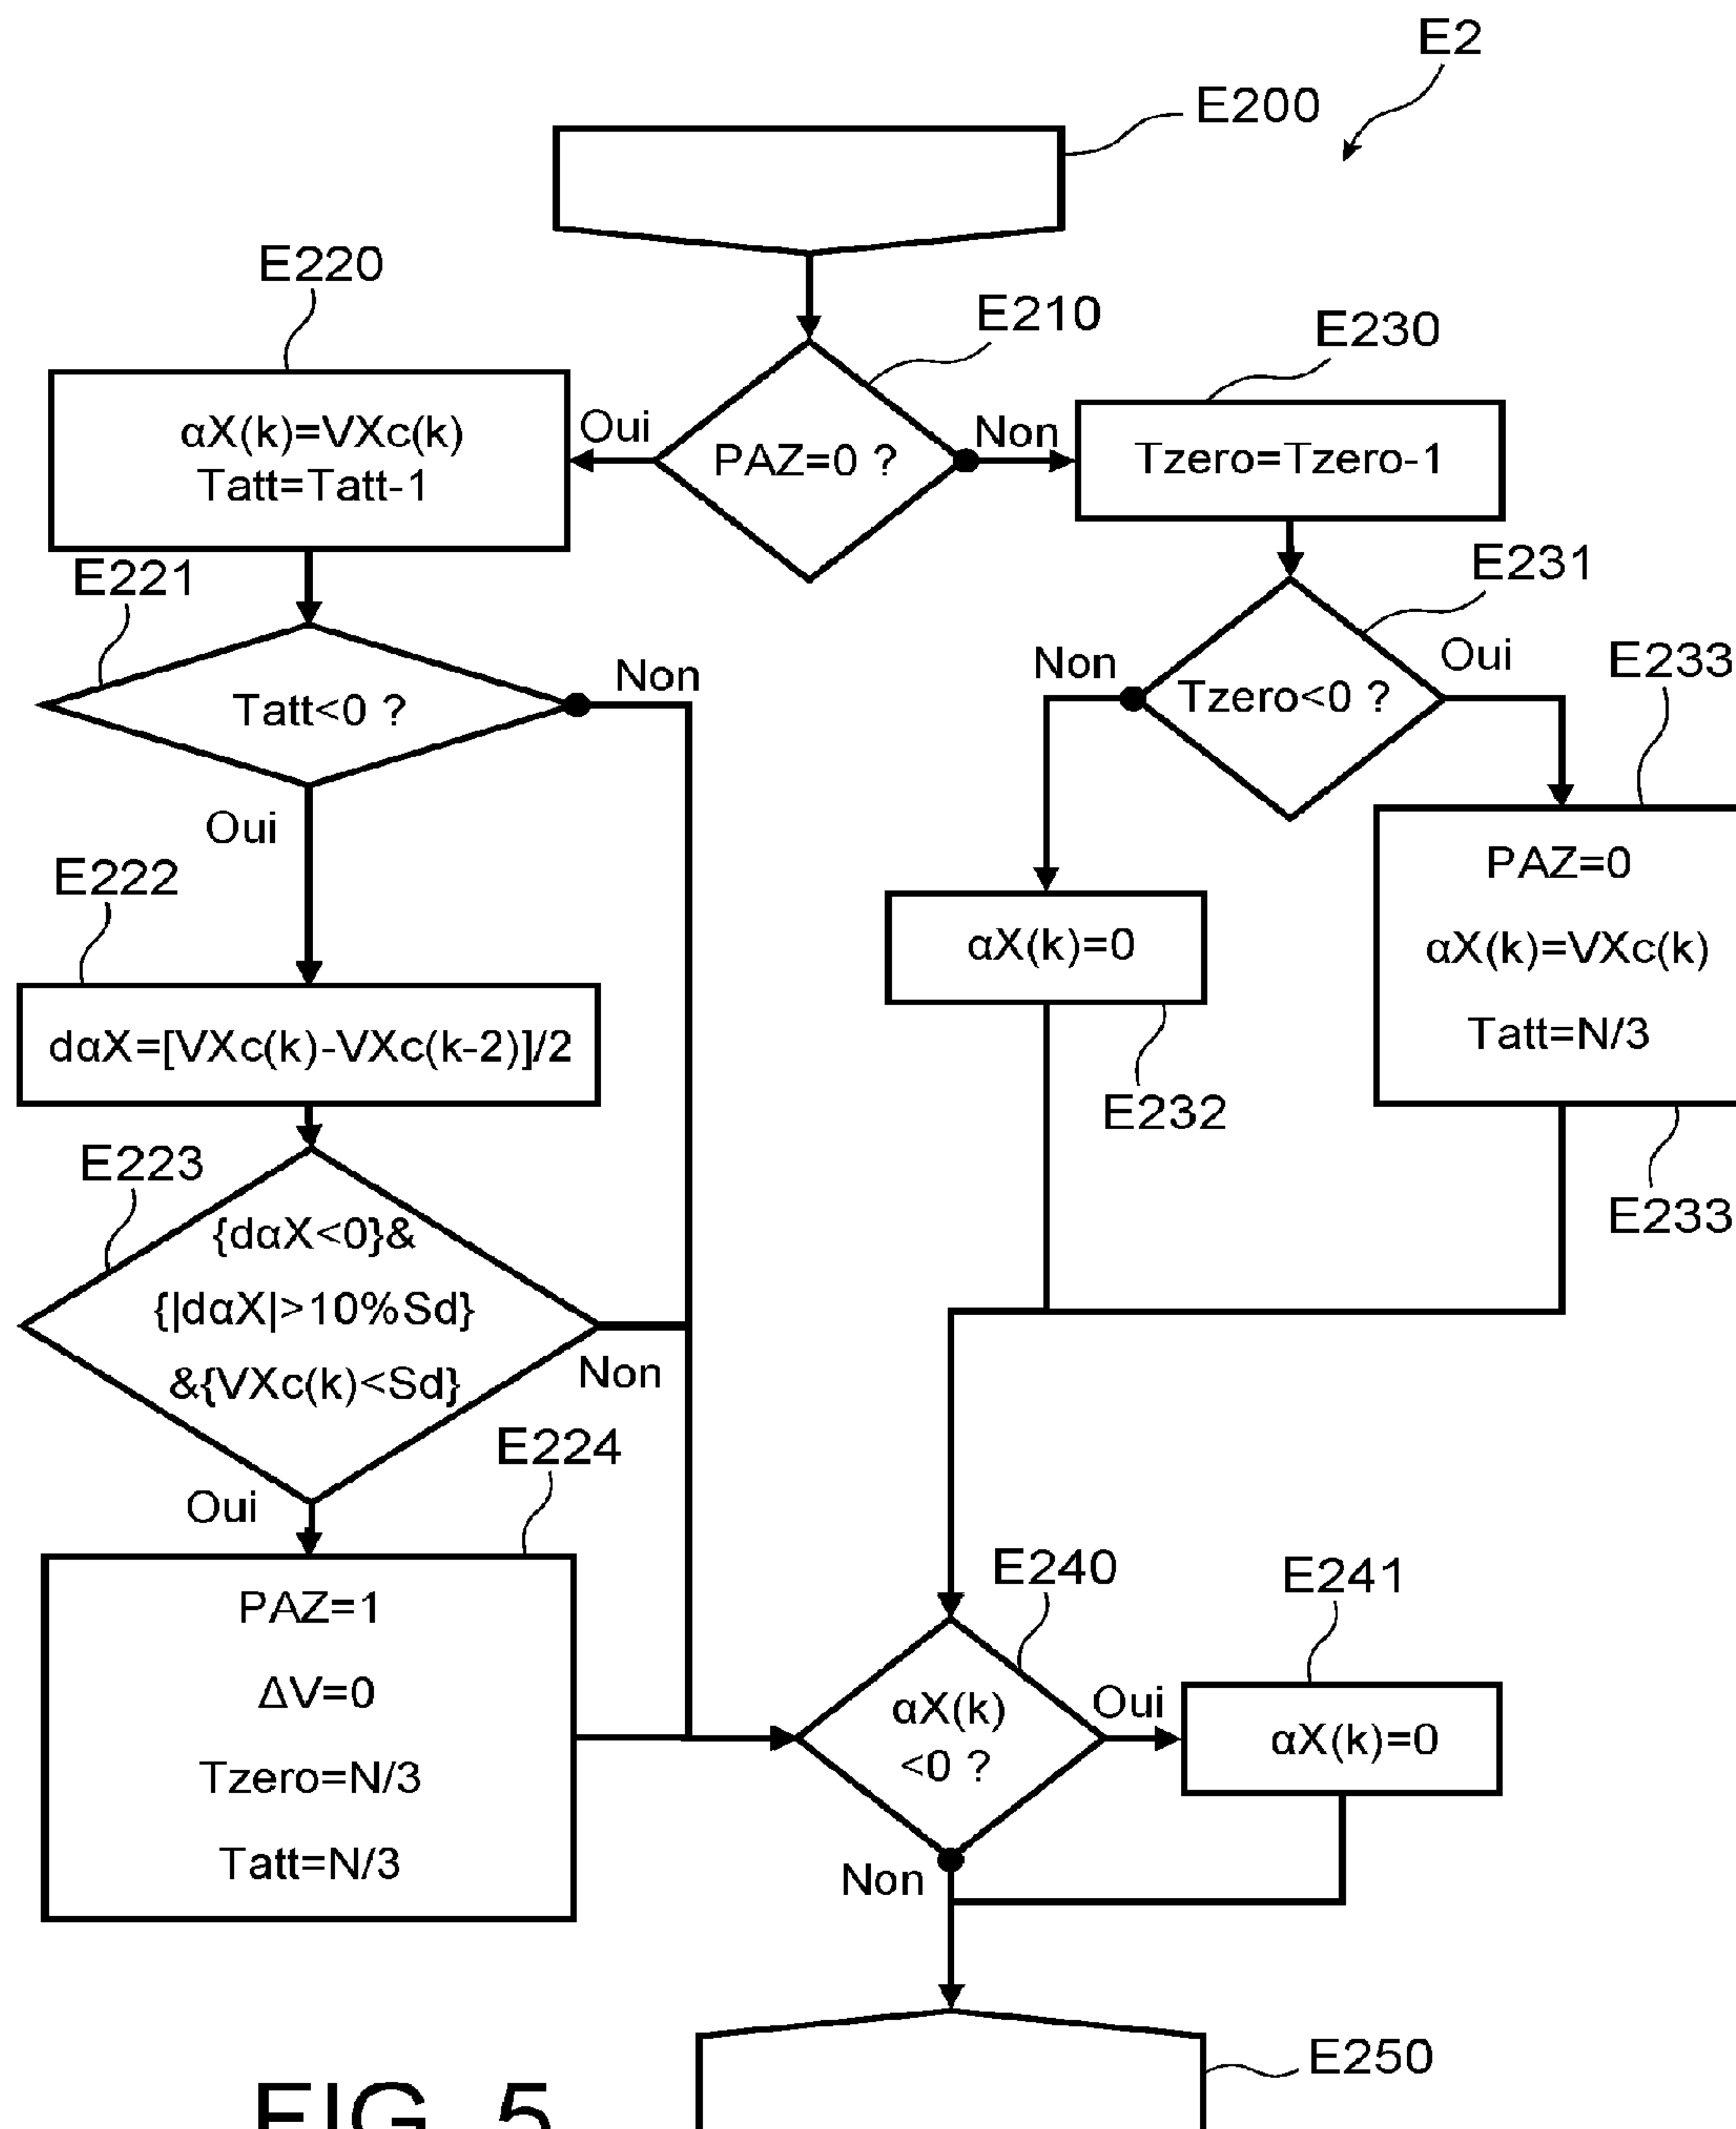 E2
E200
E220
E210
E230
αX(k)=VXc(k)
Tatt=Tatt-1
Oui
PAZ=0 ?
Non
Tzero=Tzero-1
E221
E231
Tatt<0 ?
Non
Non
Tzero<0 ?
Oui
E233
Oui
PAZ=0
αX(k)=VXc(k)
Tatt=N/3
E222
αX(k)=0
dαX=[VXc(k)-VXc(k-2)]/2
E232
E233
E223
{dαX<0}&
{|dαX|>10%Sd}
&{VXc(k)<Sd}
Non
E224
Oui
PAZ=1
ΔV=0
Tzero=N/3
Tatt=N/3
E240
E241
αX(k)
<0 ?
Oui
αX(k)=0
Non
E250
FIG. 5